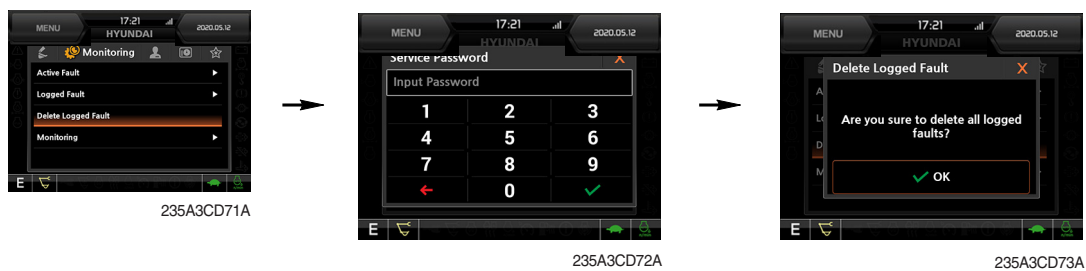 MENU
17:21
HYUNDAI
2020.05.12
Monitoring
Active Fault
Logged Fault
Delete Logged Fault
Monitoring
E
235A3CD71A
MENU
17:21
HYUNDAI
2020.05.12
Service Password
X
Input Password
1 2 3
4 5 6
7 8 9
0
E
235A3CD72A
MENU
17:21
HYUNDAI
2020.05.12
Delete Logged Fault
X
A
L
D
M
Are you sure to delete all logged
faults?
OK
E
235A3CD73A